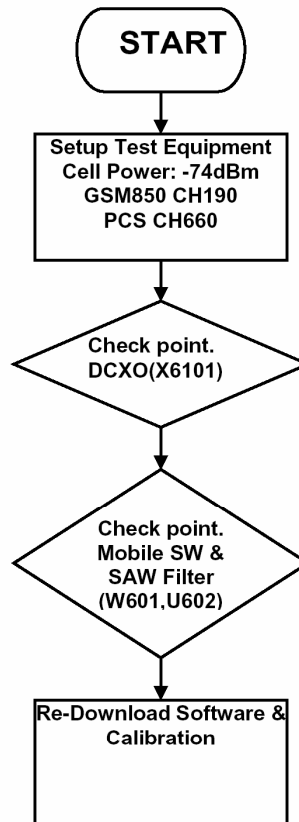 START
Setup Test Equipment
Cell Power: -74dBm
GSM850 CH190
PCS CH660
Check point.
DCXO(X6101)
Check point.
Mobile SW &
SAW Filter
(W601,U602)
Re-Download Software &
Calibration